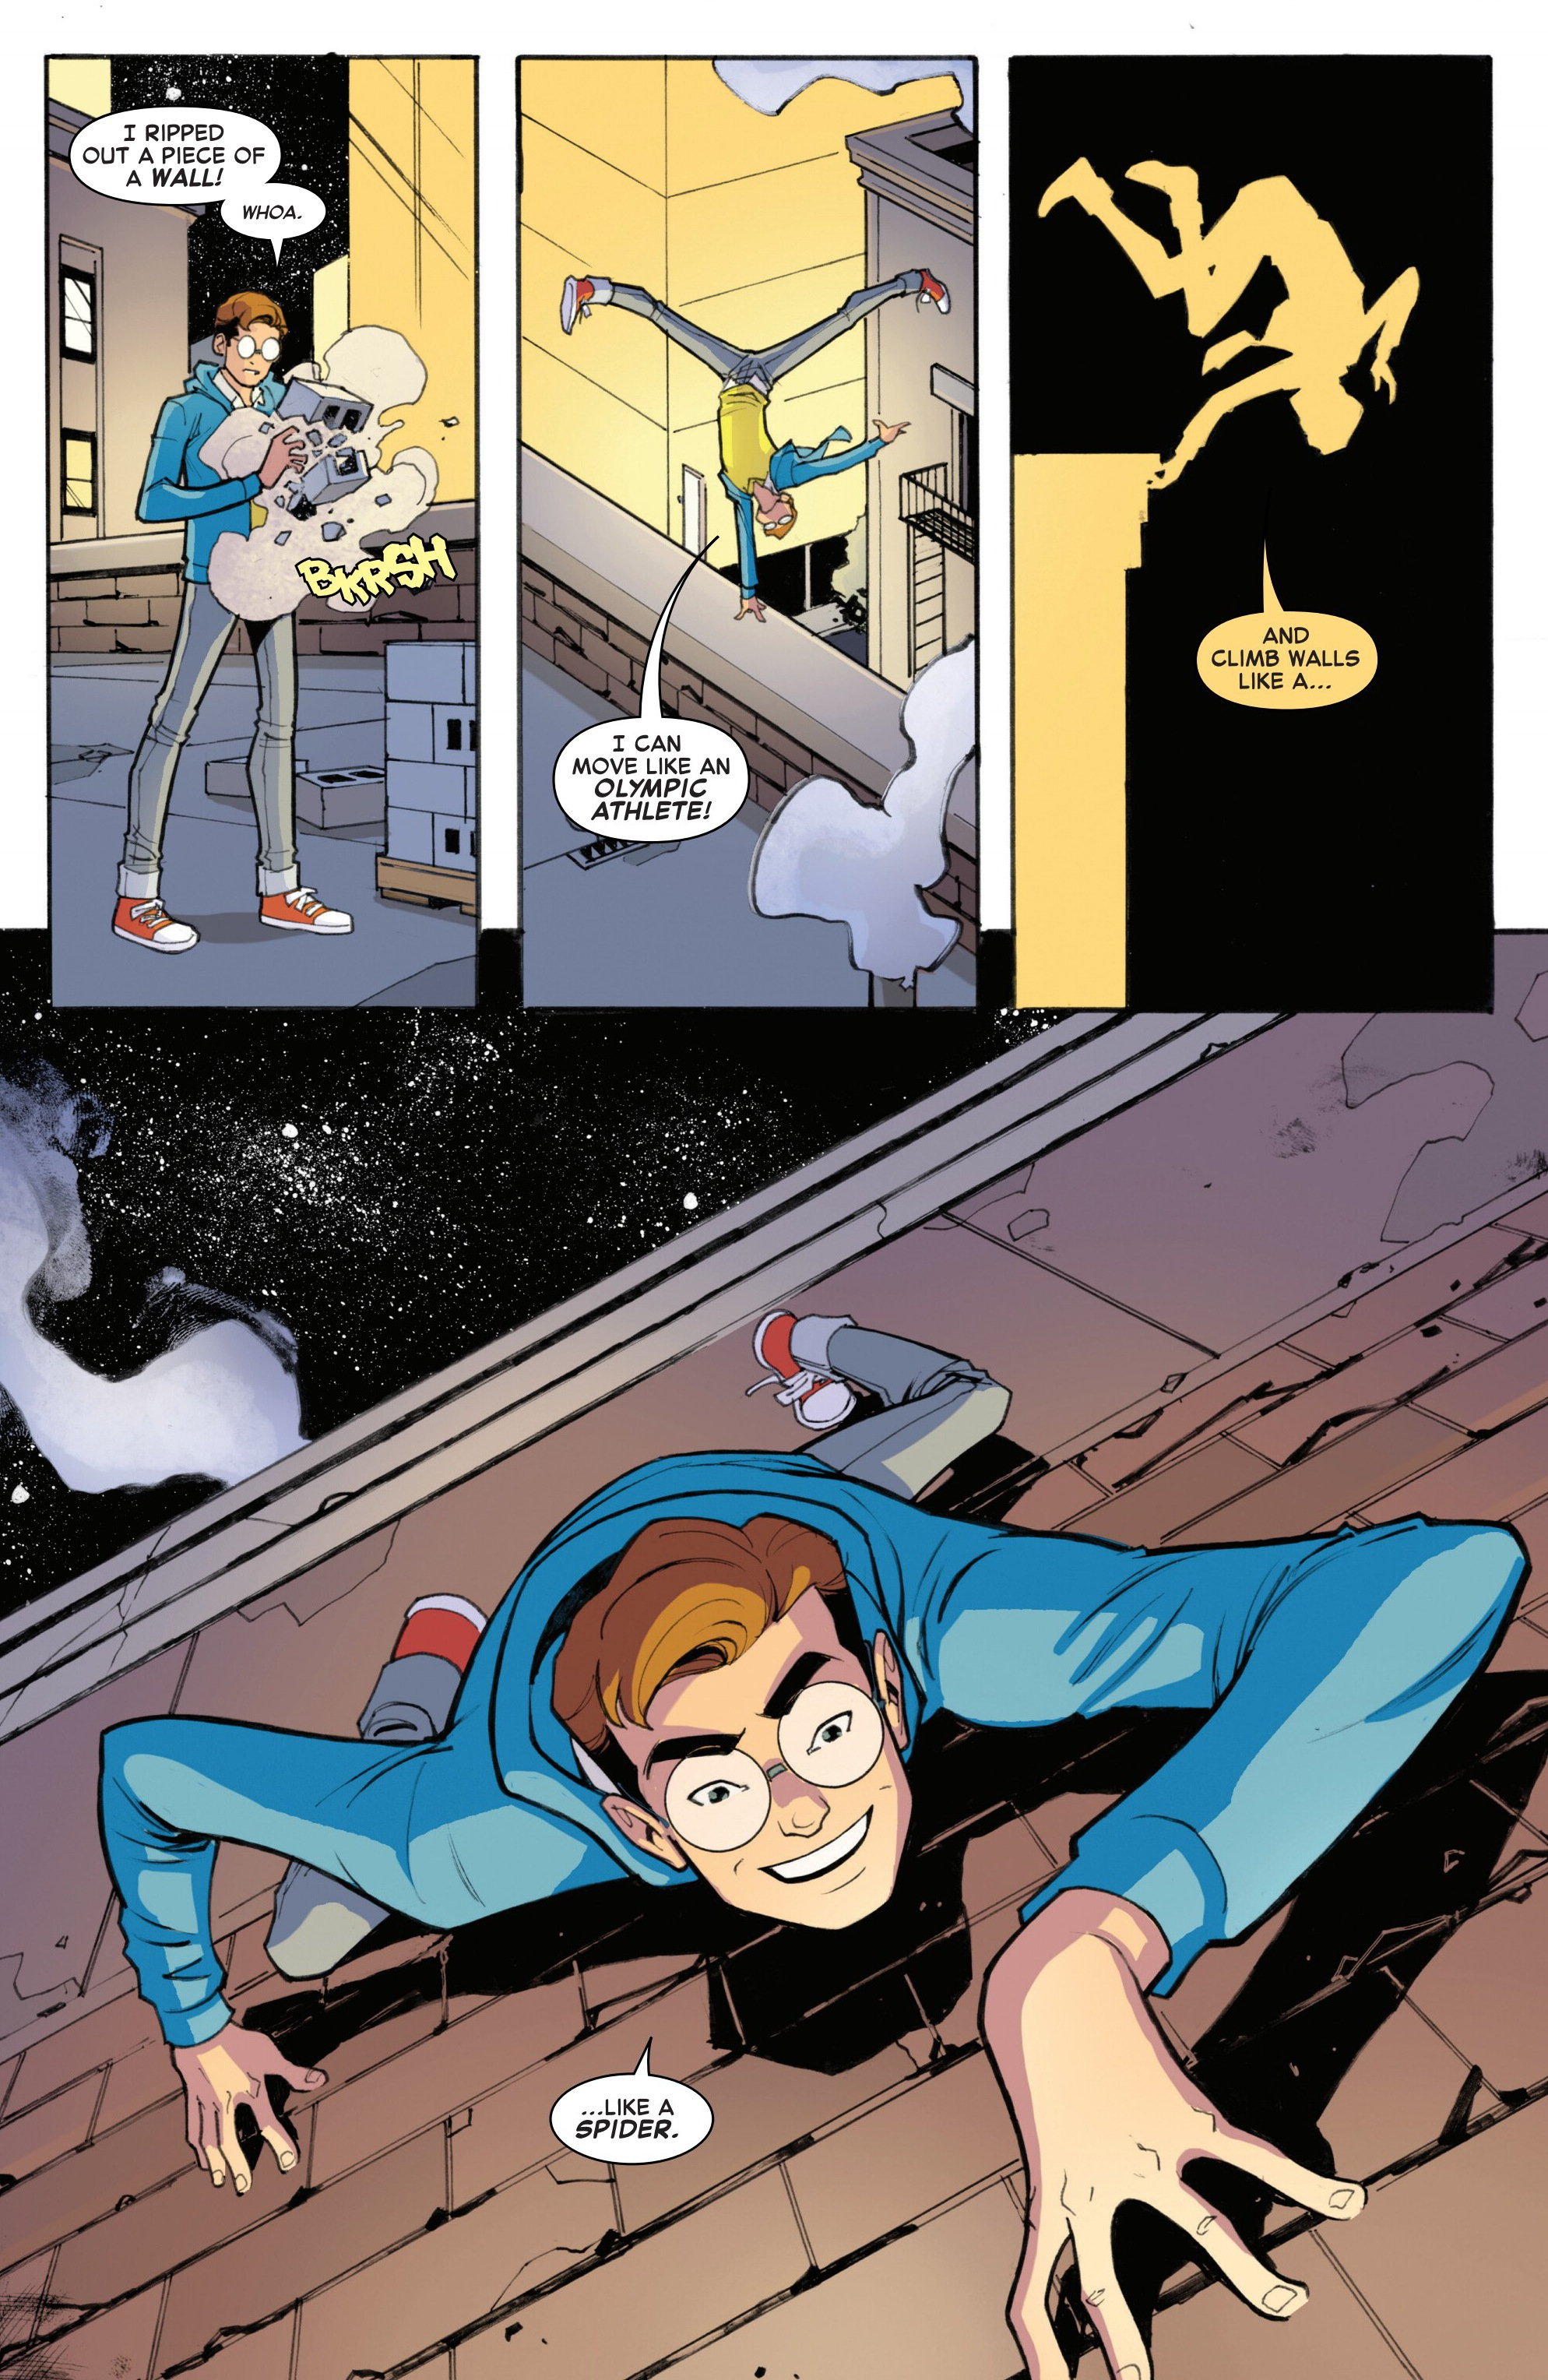 I RIPPED
OUT A PIECE OF
A WALL!
WHOA.
BKRSH
I CAN
MOVE LIKE AN
OLYMPIC
ATHLETE!
AND
CLIMB WALLS
LIKE A...
...LIKE A
SPIDER.